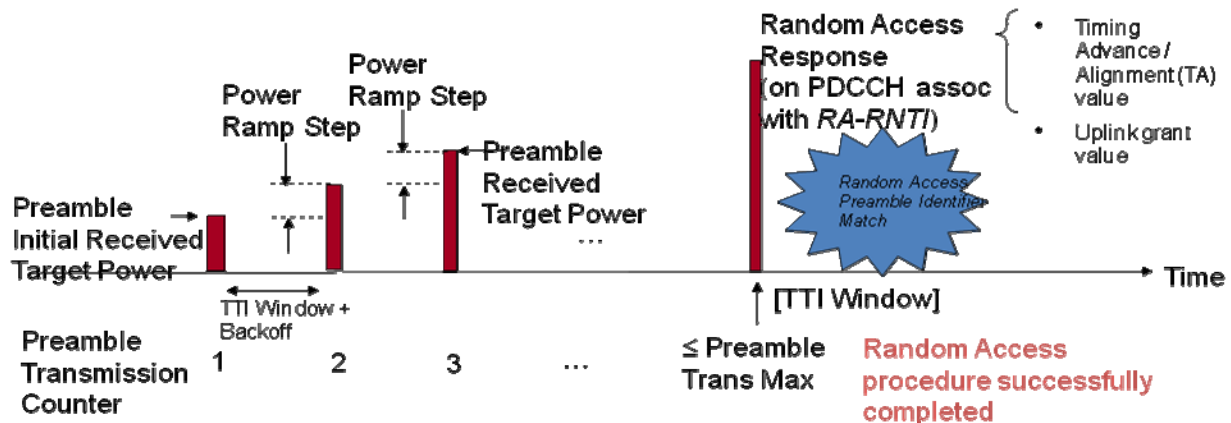 Power
Ramp Step
Power
Ramp Step
Random Access
Response
(on PDCCH assoc
with RA-RNTI)
• Timing
Advance /
Alignment (TA)
value
• Uplink grant
value
Preamble
Initial Received
Target Power
Preamble
Received
Target Power
...
Random Access
Preamble Identifier
Match
Time
TTI Window +
Backoff
[TTI Window]
Preamble
Transmission
Counter
1
2
3
...
≤ Preamble
Trans Max
Random Access
procedure successfully
completed